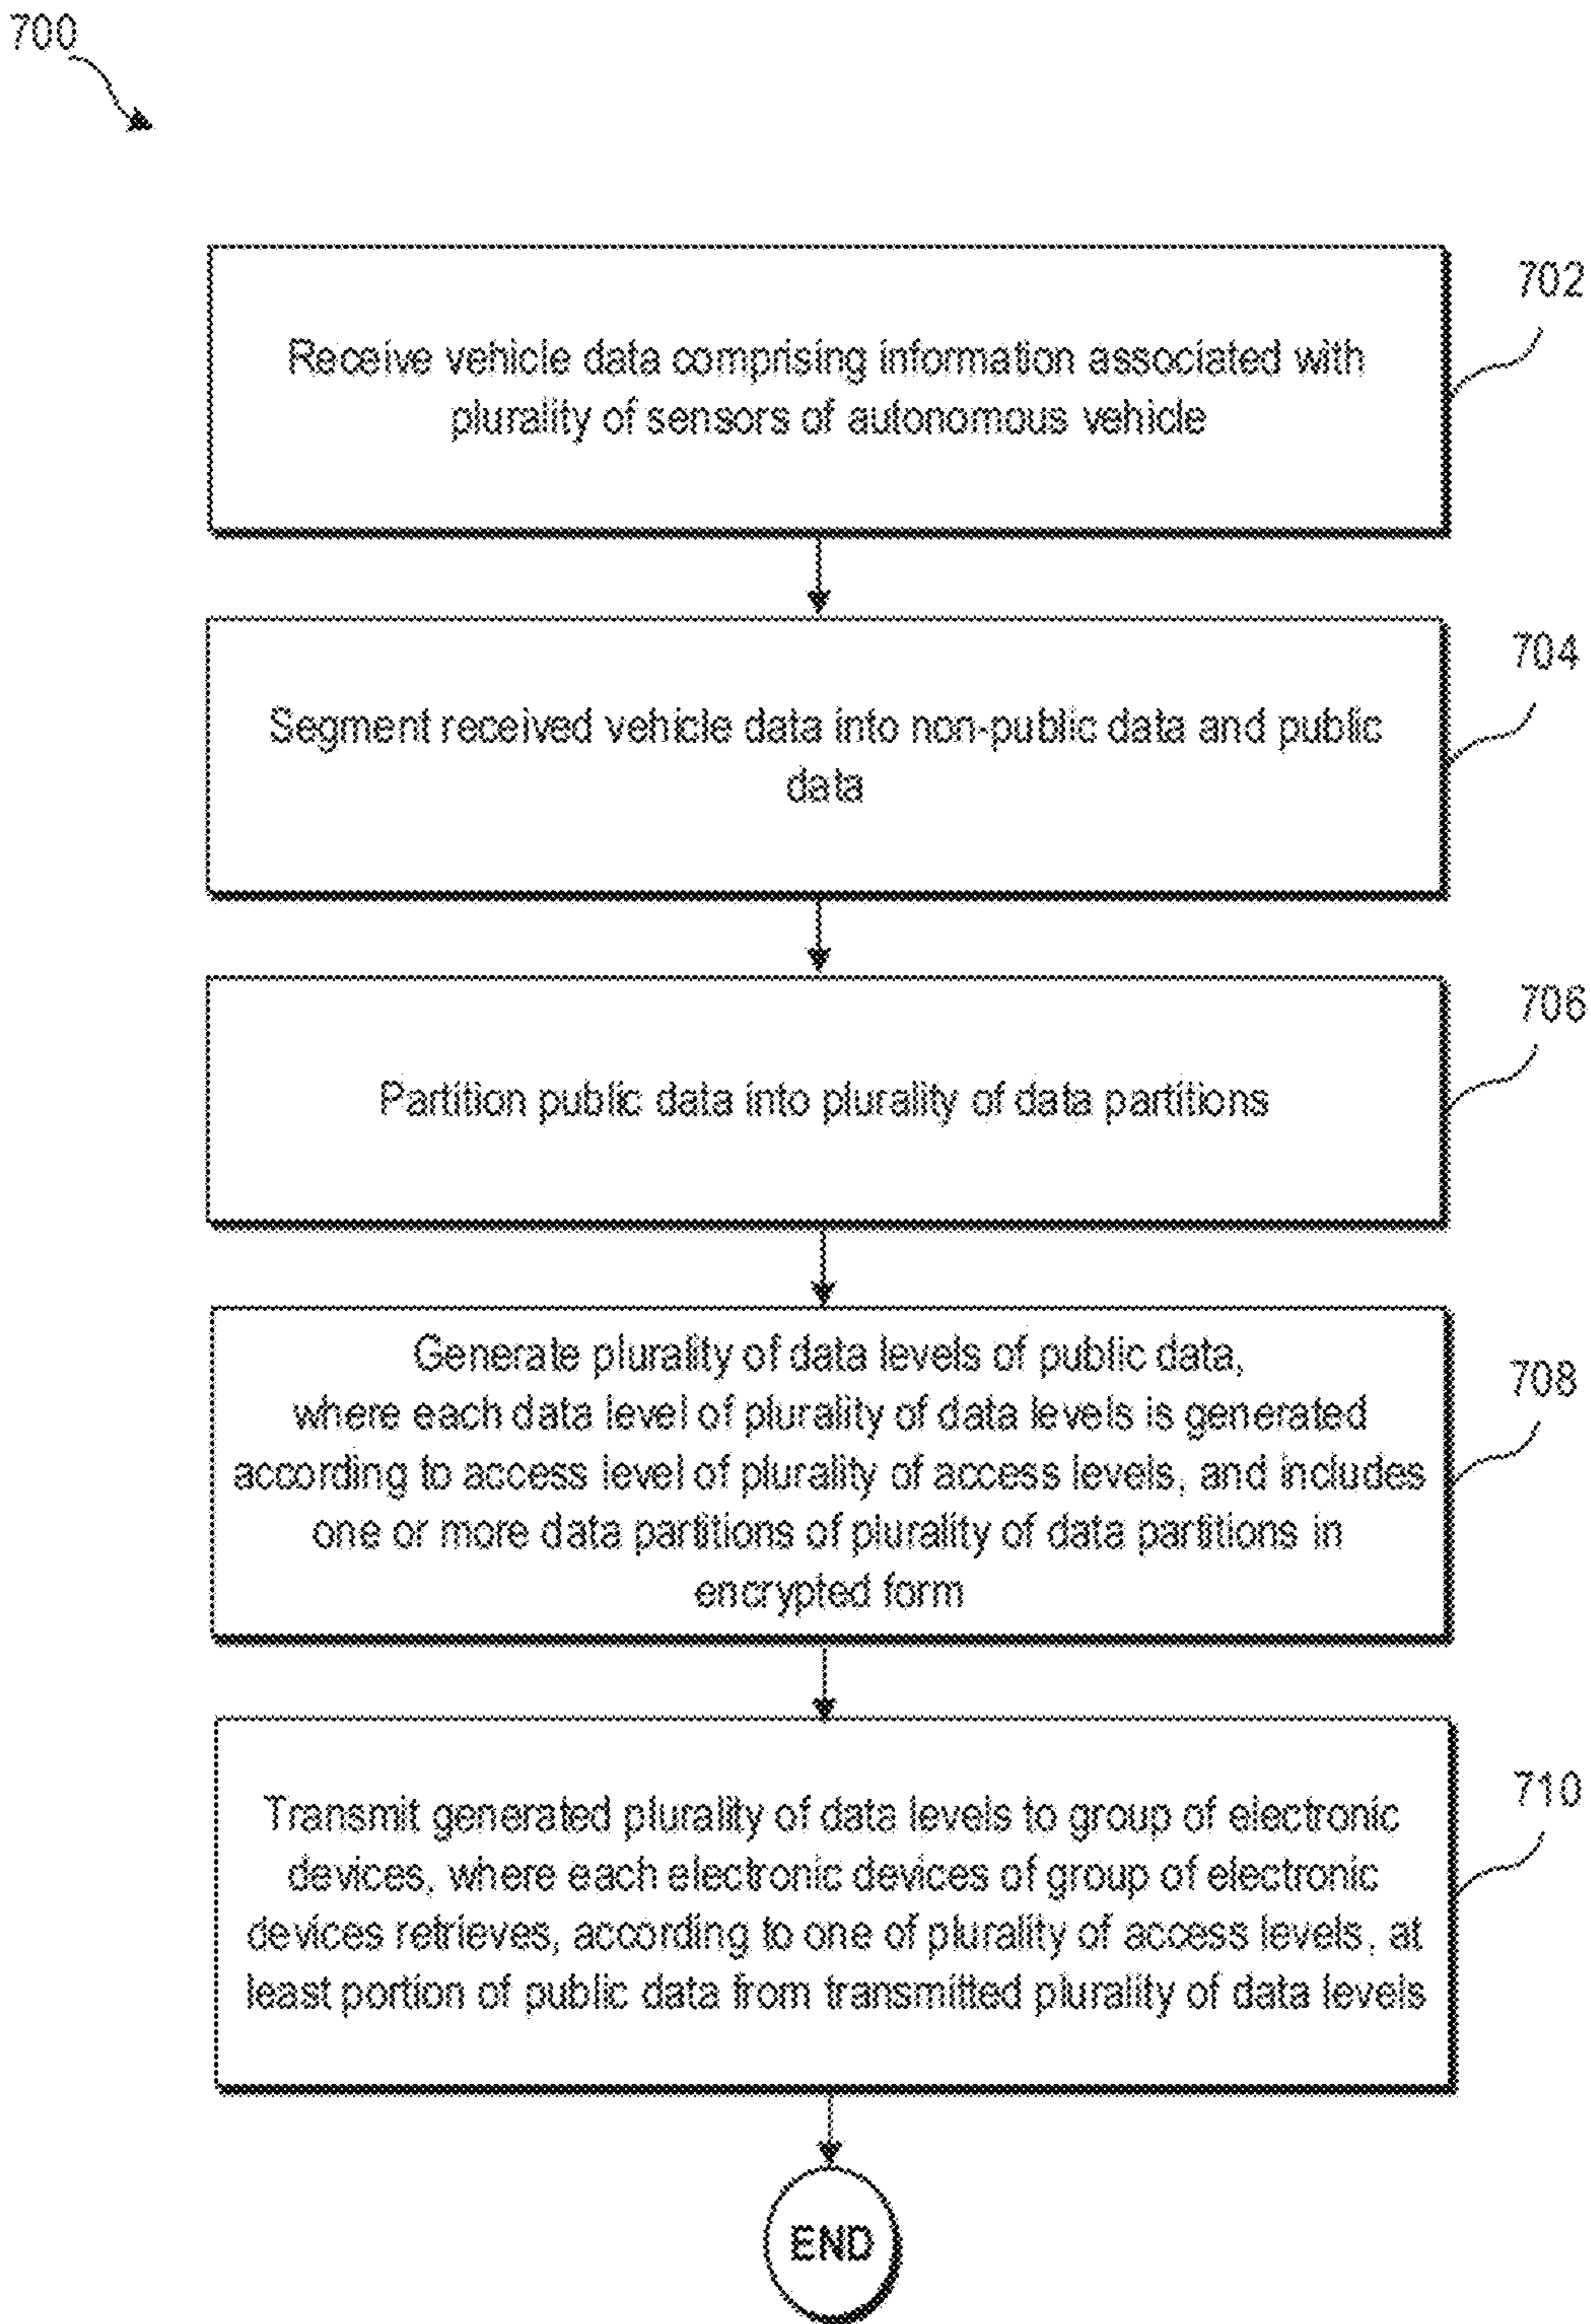 700
702
Receive vehicle data comprising information associated with
plurality of sensors of autonomous vehicle
704
Segment received vehicle data into non-public data and public
data
706
Partition public data into plurality of data partitions
708
Generate plurality of data levels of public data,
where each data level of plurality of data levels is generated
according to access level of plurality of access levels, and includes
one or more data partitions of plurality of data partitions in
encrypted form
710
Transmit generated plurality of data levels to group of electronic
devices, where each electronic devices of group of electronic
devices retrieves, according to one of plurality of access levels, at
least portion of public data from transmitted plurality of data levels
END